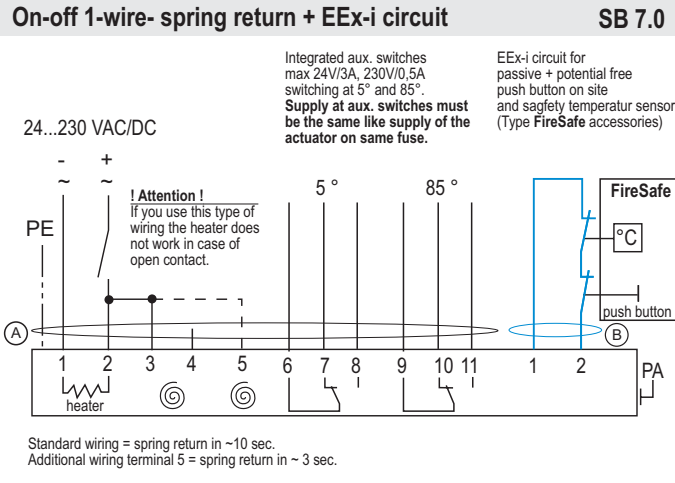 On-off 1-wire- spring return + EEx-i circuit
SB 7.0
Integrated aux. switches
max 24V/3A, 230V/0,5A
switching at 5° and 85°.
Supply at aux. switches must
be the same like supply of the
actuator on same fuse.
EEx-i circuit for
passive + potential free
push button on site
and sagfety temperatur sensor
(Type FireSafe accessories)
24...230 VAC/DC
- +
~ ~
! Attention !
If you use this type of
wiring the heater does
not work in case of
open contact.
5 °
85 °
FireSafe
°C
push button
PE
A
B
1 2 3 4 5 6 7 8 9 10 11 1 2
PA
heater
Standard wiring = spring return in ~10 sec.
Additional wiring terminal 5 = spring return in ~ 3 sec.